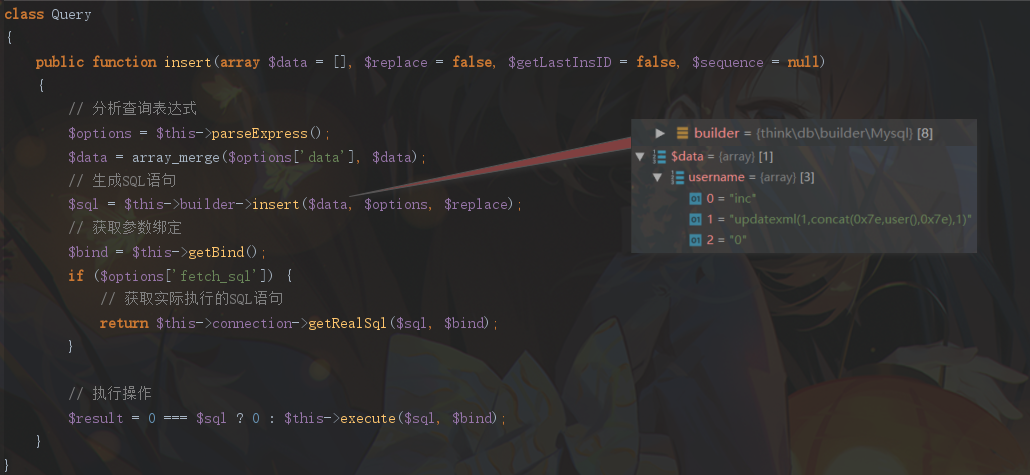 class Query
{
public function insert(array $data = [], $replace = false, $getLastInsID = false, $sequence = null)
{
// 分析查询表达式
$options = $this->parseExpress();
$data = array_merge($options['data'], $data);
// 生成SQL语句
$sql = $this->builder->insert($data, $options, $replace);
// 获取参数绑定
$bind = $this->getBind();
if ($options['fetch_sql']) {
// 获取实际执行的SQL语句
return $this->connection->getRealSql($sql, $bind);
}
// 执行操作
$result = 0 === $sql ? 0 : $this->execute($sql, $bind);
}
}
builder = {think\db\builder\Mysql} [8]
$data = {array} [1]
username = {array} [3]
01 0 = "inc"
01 1 = "updatexml(1,concat(0x7e,user(),0x7e),1)"
01 2 = "0"